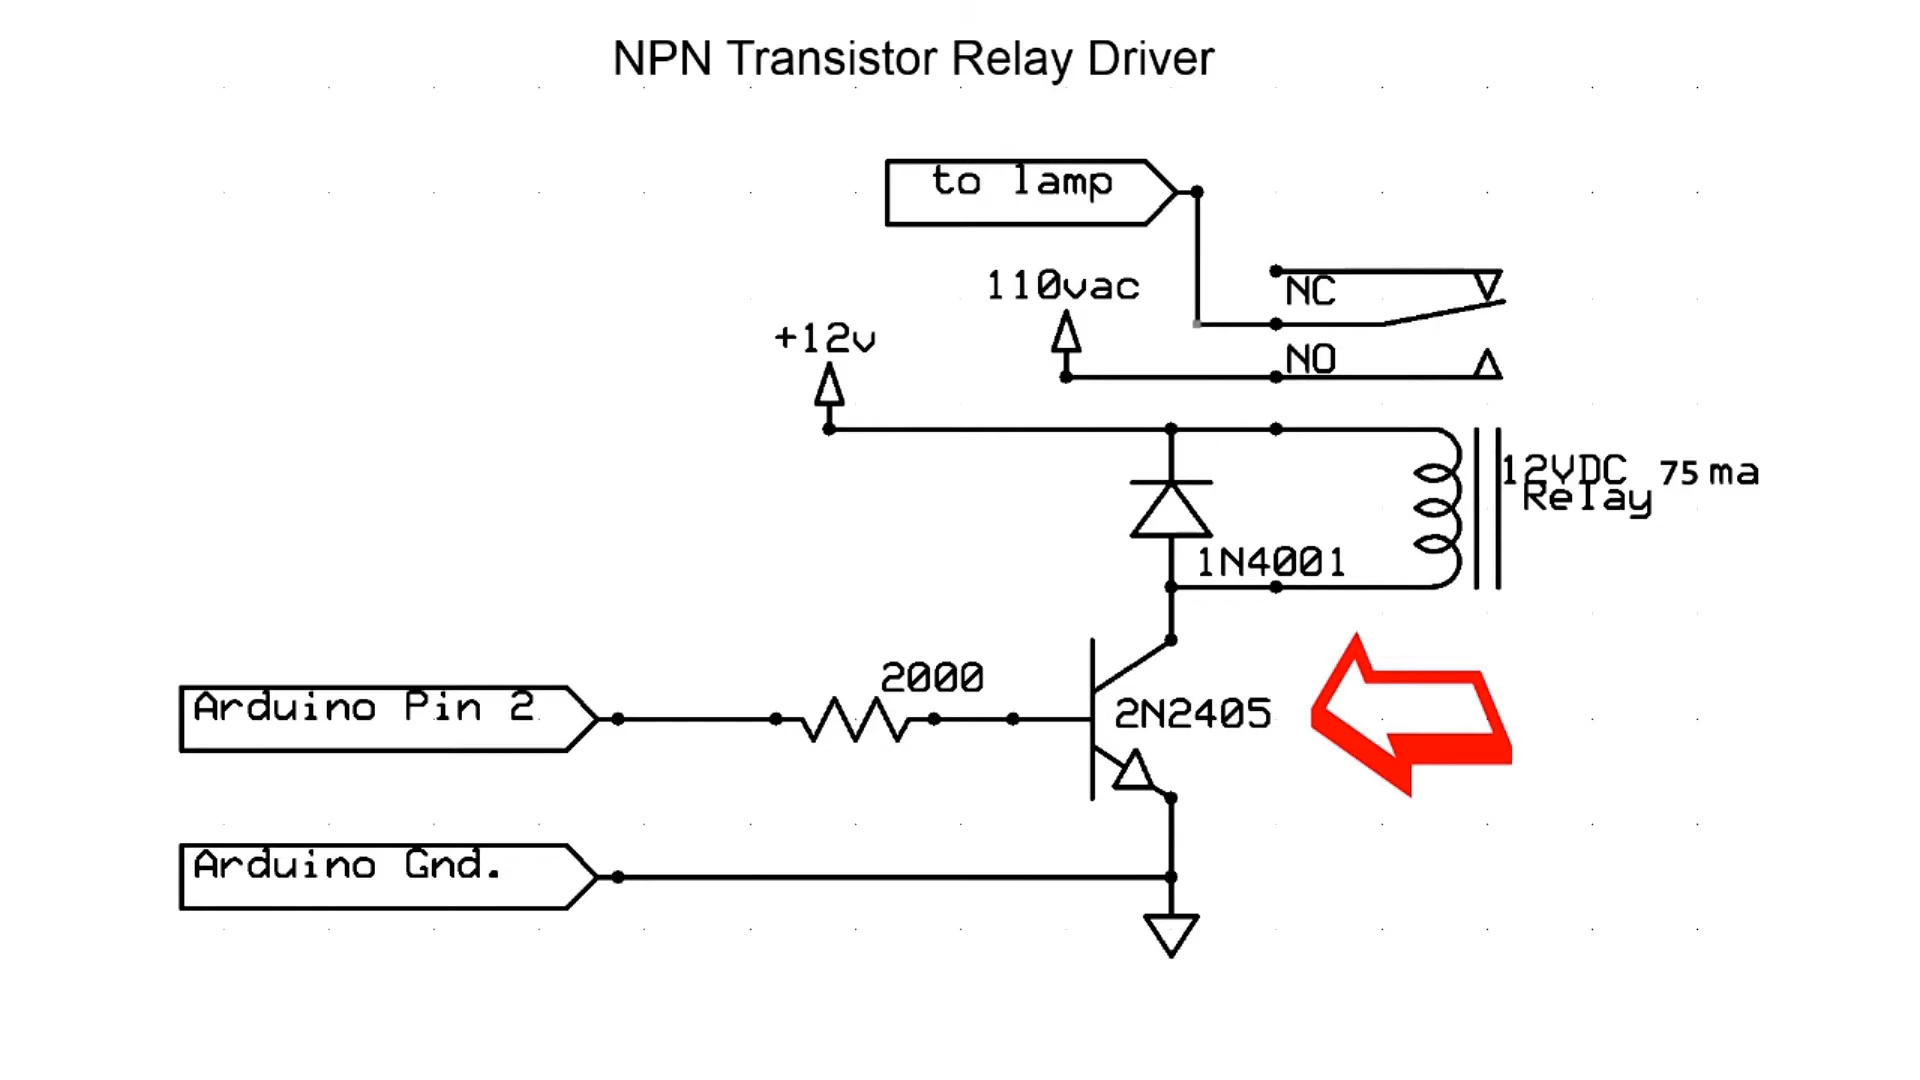 NPN Transistor Relay Driver
to lamp
110vac
NC
+12v
NO
12VDC 75 ma
Relay
1N4001
2000
Arduino Pin 2
2N2405
Arduino Gnd.